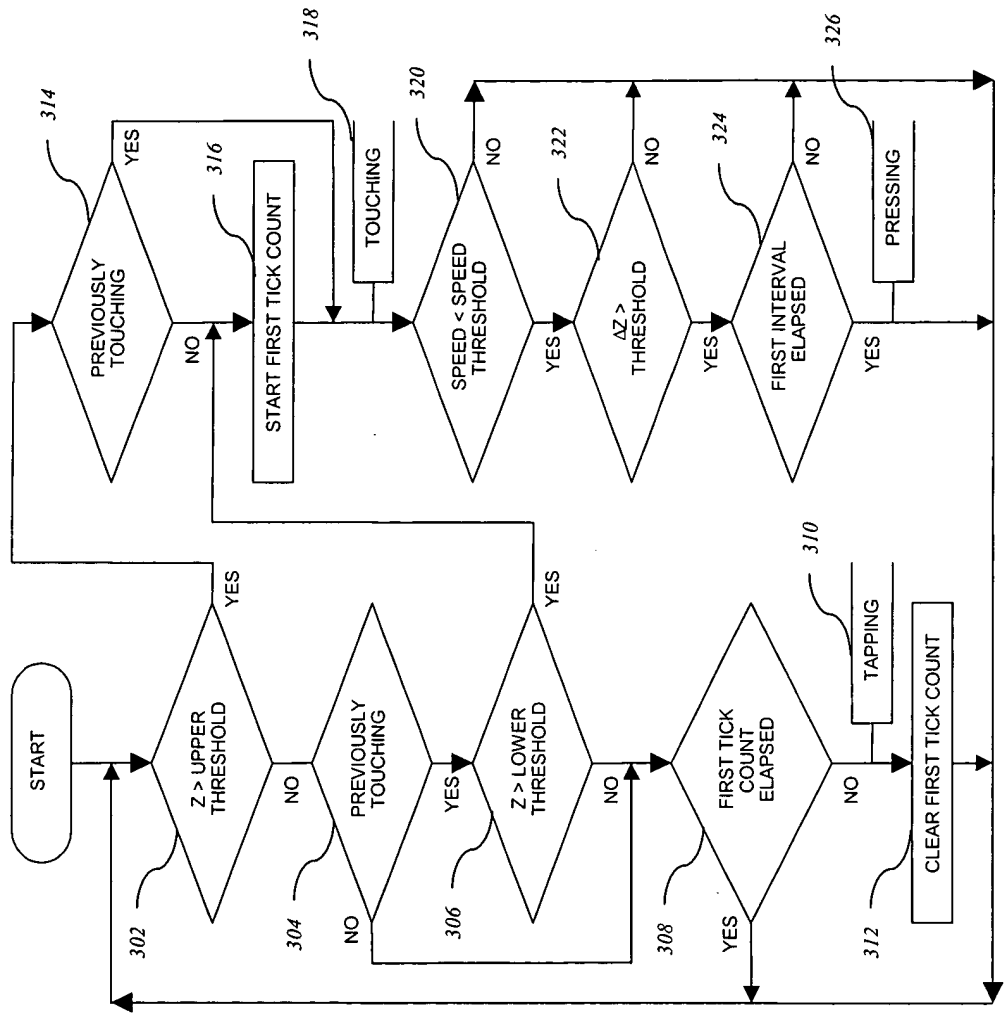 START
Z > UPPER
THRESHOLD
302
YES
NO
PREVIOUSLY
TOUCHING
304
NO
YES
Z > LOWER
THRESHOLD
306
YES
NO
FIRST TICK
COUNT
ELAPSED
308
YES
NO
TAPPING
310
CLEAR FIRST TICK COUNT
312
PREVIOUSLY
TOUCHING
314
YES
NO
START FIRST TICK COUNT
316
TOUCHING
318
SPEED < SPEED
THRESHOLD
320
NO
YES
ΔZ >
THRESHOLD
322
NO
YES
FIRST INTERVAL
ELAPSED
324
NO
YES
PRESSING
326